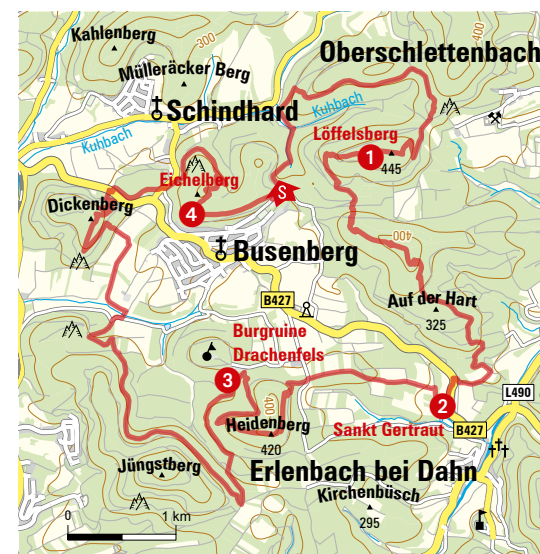 Kahlenberg
300
400
Oberschlettenbach
Mülleräcker Berg
Schindhard
Kuhbach
Kuhbach
Löffelsberg
1
445
Eichelberg
S
4
Dickenberg
400
Busenberg
B427
Auf der Hart
325
Burgruine
Drachenfels
3
400
L490
2
Heidenberg
420
Sankt Gertraut
B427
Erlenbach bei Dahn
Jüngstberg
Kirchenbüsch
295
0
1 km